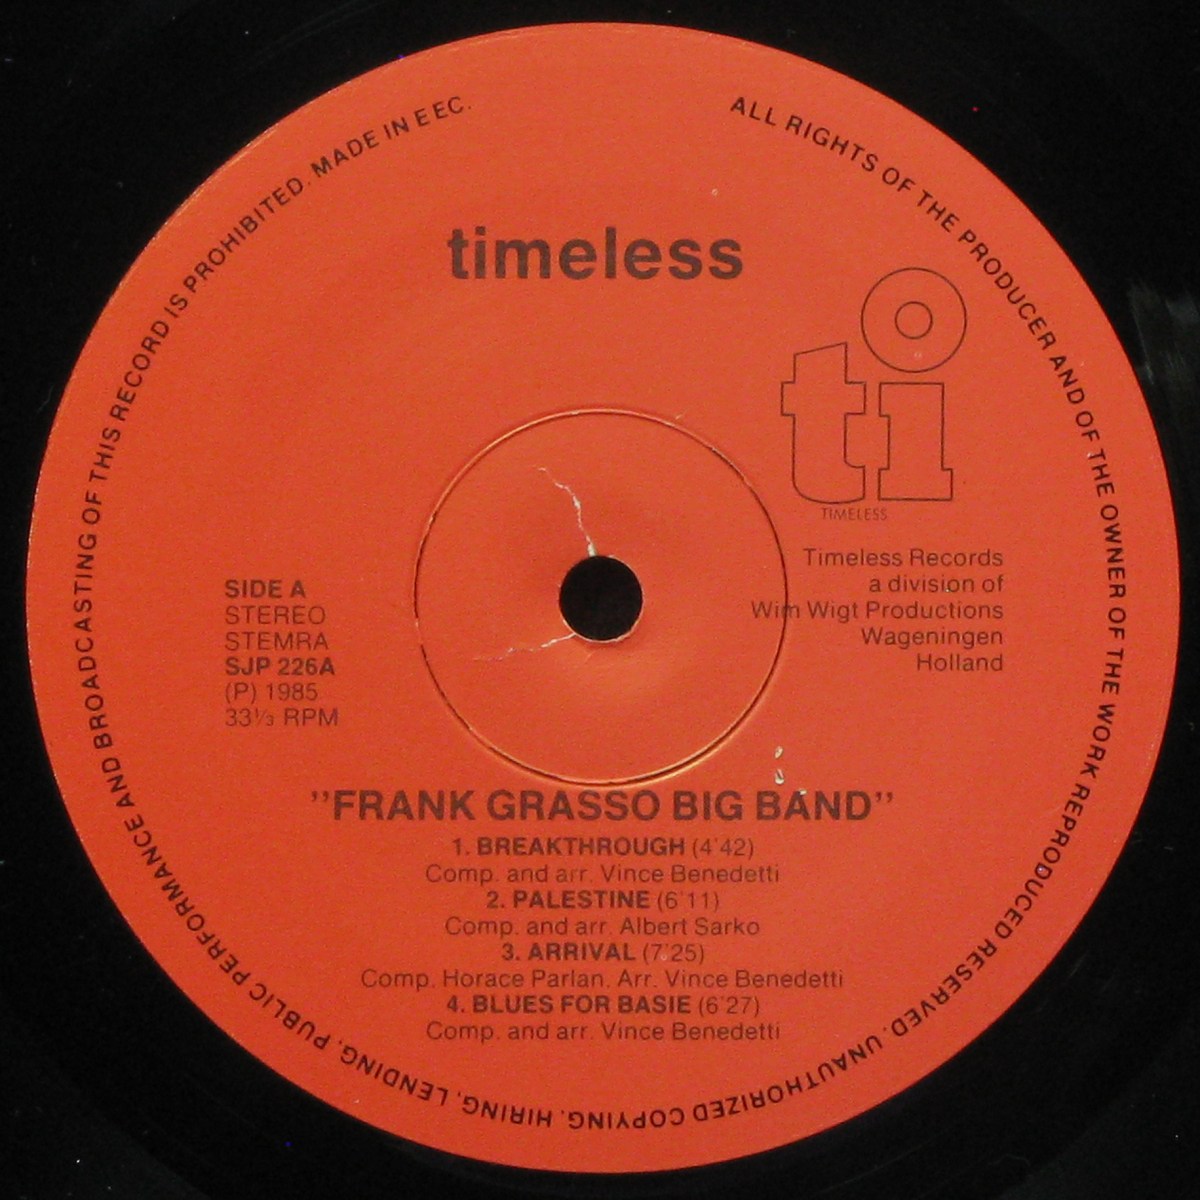 ALL RIGHTS OF THE PRODUCER AND OF THE OWNER OF THE WORK REPRODUCED RESERVED. UNAUTHORIZED COPYING. HIRING. LENDING. PUBLIC PERFORMANCE AND BROADCASTING OF THIS RECORD IS PROHIBITED. MADE IN EEC.
timeless
ti
TIMELESS
Timeless Records
a division of
Wim Wigt Productions
Wageningen
Holland
SIDE A
STEREO
STEMRA
SJP 226A
(P) 1985
33⅓ RPM
"FRANK GRASSO BIG BAND"
1. BREAKTHROUGH (4'42)
Comp. and arr. Vince Benedetti
2. PALESTINE (6'11)
Comp. and arr. Albert Sarko
3. ARRIVAL (7'25)
Comp. Horace Parlan. Arr. Vince Benedetti
4. BLUES FOR BASIE (6'27)
Comp. and arr. Vince Benedetti